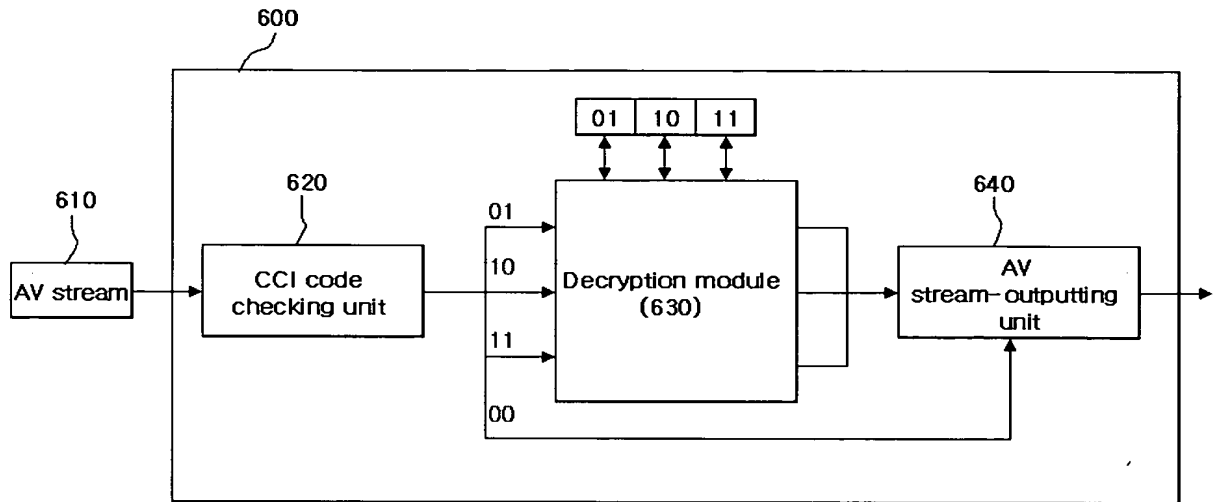 600
01 10 11
610
620
640
01
10
11
00
AV stream
CCI code
checking unit
Decryption module
(630)
AV
stream-outputting
unit